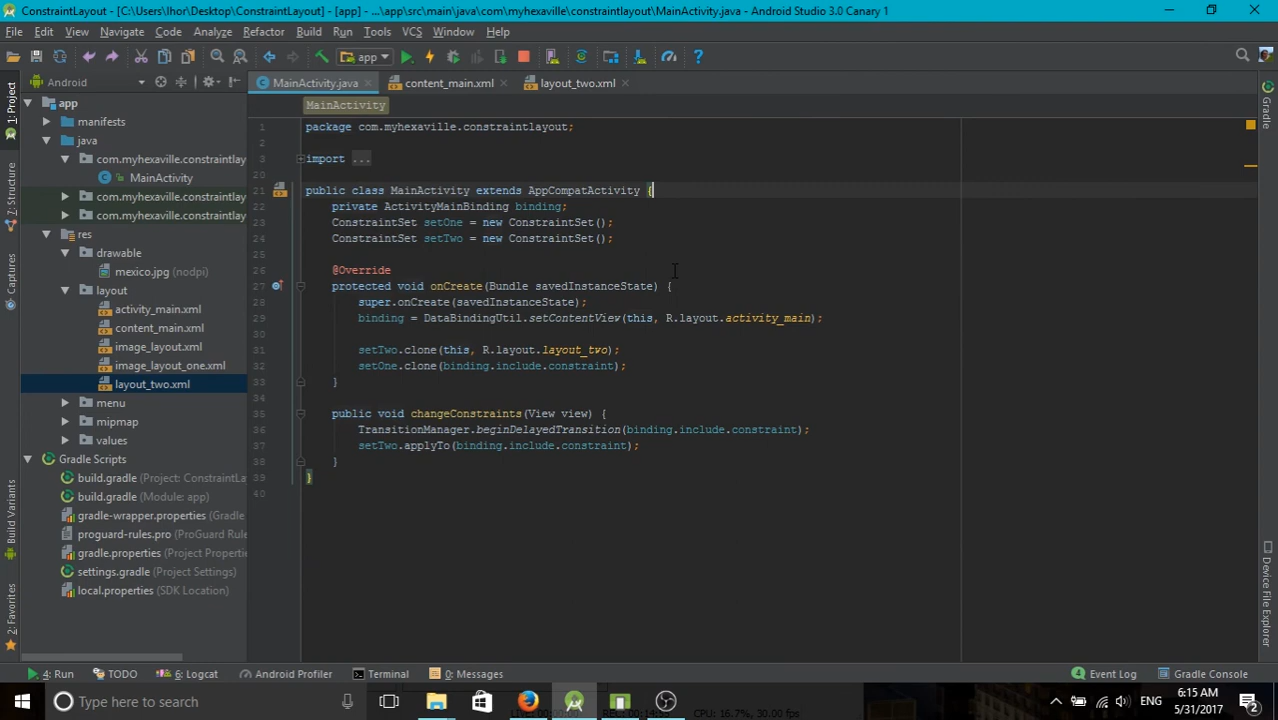 ConstraintLayout - [C:\Users\Ihor\Desktop\ConstraintLayout] - [app] - ...\app\src\main\java\com\myhexaville\constraintlayout\MainActivity.java - Android Studio 3.0 Canary 1
File Edit View Navigate Code Analyze Refactor Build Run Tools VCS Window Help
app
Android
MainActivity.java content_main.xml layout_two.xml
MainActivity
1: Project
7: Structure
Captures
Build Variants
2: Favorites
Gradle
Device File Explorer
app
manifests
java
com.myhexaville.constraintlay
MainActivity
com.myhexaville.constraintlay
com.myhexaville.constraintlay
res
drawable
mexico.jpg (nodpi)
layout
activity_main.xml
content_main.xml
image_layout.xml
image_layout_one.xml
layout_two.xml
menu
mipmap
values
Gradle Scripts
build.gradle (Project: ConstraintLa
build.gradle (Module: app)
gradle-wrapper.properties (Gradle
proguard-rules.pro (ProGuard Rule
gradle.properties (Project Propertie
settings.gradle (Project Settings)
local.properties (SDK Location)
1 package com.myhexaville.constraintlayout;
2
3 import ...
20
21 public class MainActivity extends AppCompatActivity {
22 private ActivityMainBinding binding;
23 ConstraintSet setOne = new ConstraintSet();
24 ConstraintSet setTwo = new ConstraintSet();
25
26 @Override
27 protected void onCreate(Bundle savedInstanceState) {
28 super.onCreate(savedInstanceState);
29 binding = DataBindingUtil.setContentView(this, R.layout.activity_main);
30
31 setTwo.clone(this, R.layout.layout_two);
32 setOne.clone(binding.include.constraint);
33 }
34
35 public void changeConstraints(View view) {
36 TransitionManager.beginDelayedTransition(binding.include.constraint);
37 setTwo.applyTo(binding.include.constraint);
38 }
39 }
40
4: Run TODO 6: Logcat Android Profiler Terminal 0: Messages Event Log Gradle Console
Type here to search
ENG
6:15 AM
5/31/2017
2
CPU: 16.7%, 30.00 fps